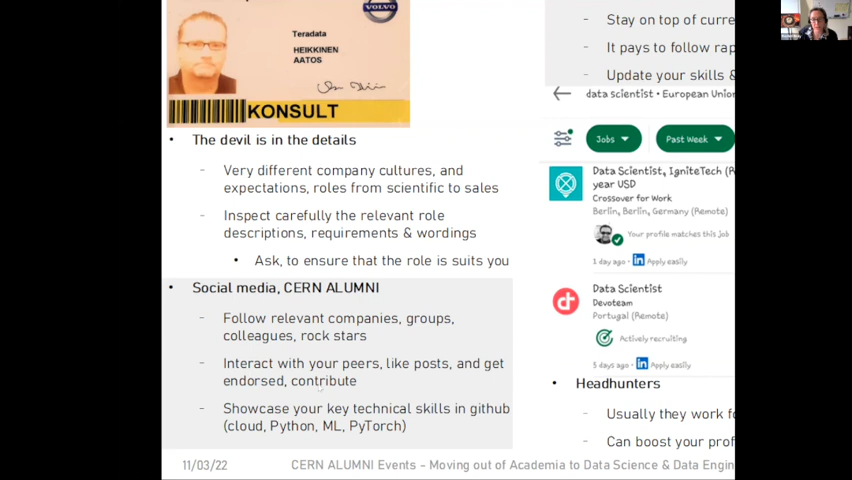 VOLVO
Teradata
HEIKKINEN
AATOS
KONSULT
• The devil is in the details
- Very different company cultures, and
expectations, roles from scientific to sales
- Inspect carefully the relevant role
descriptions, requirements & wordings
• Ask, to ensure that the role is suits you
• Social media, CERN ALUMNI
- Follow relevant companies, groups,
colleagues, rock stars
- Interact with your peers, like posts, and get
endorsed, contribute
- Showcase your key technical skills in github
(cloud, Python, ML, PyTorch)
- Stay on top of curre
- It pays to follow rap
- Update your skills &
data scientist • European Union
Jobs
Past Week
Data Scientist, IgniteTech (R
year USD
Crossover for Work
Berlin, Berlin, Germany (Remote)
Your profile matches this job
1 day ago • in Apply easily
Data Scientist
Devoteam
Portugal (Remote)
Actively recruiting
5 days ago • in Apply easily
• Headhunters
- Usually they work fo
- Can boost your prof
11/03/22
CERN ALUMNI Events - Moving out of Academia to Data Science & Data Engin